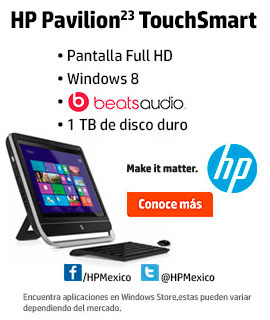 HP Pavilion²³ TouchSmart
• Pantalla Full HD
• Windows 8
• beatsaudio
• 1 TB de disco duro
Make it matter.
hp
Conoce más
/HPMexico
@HPMexico
Encuentra aplicaciones en Windows Store,estas pueden variar
dependiendo del mercado.